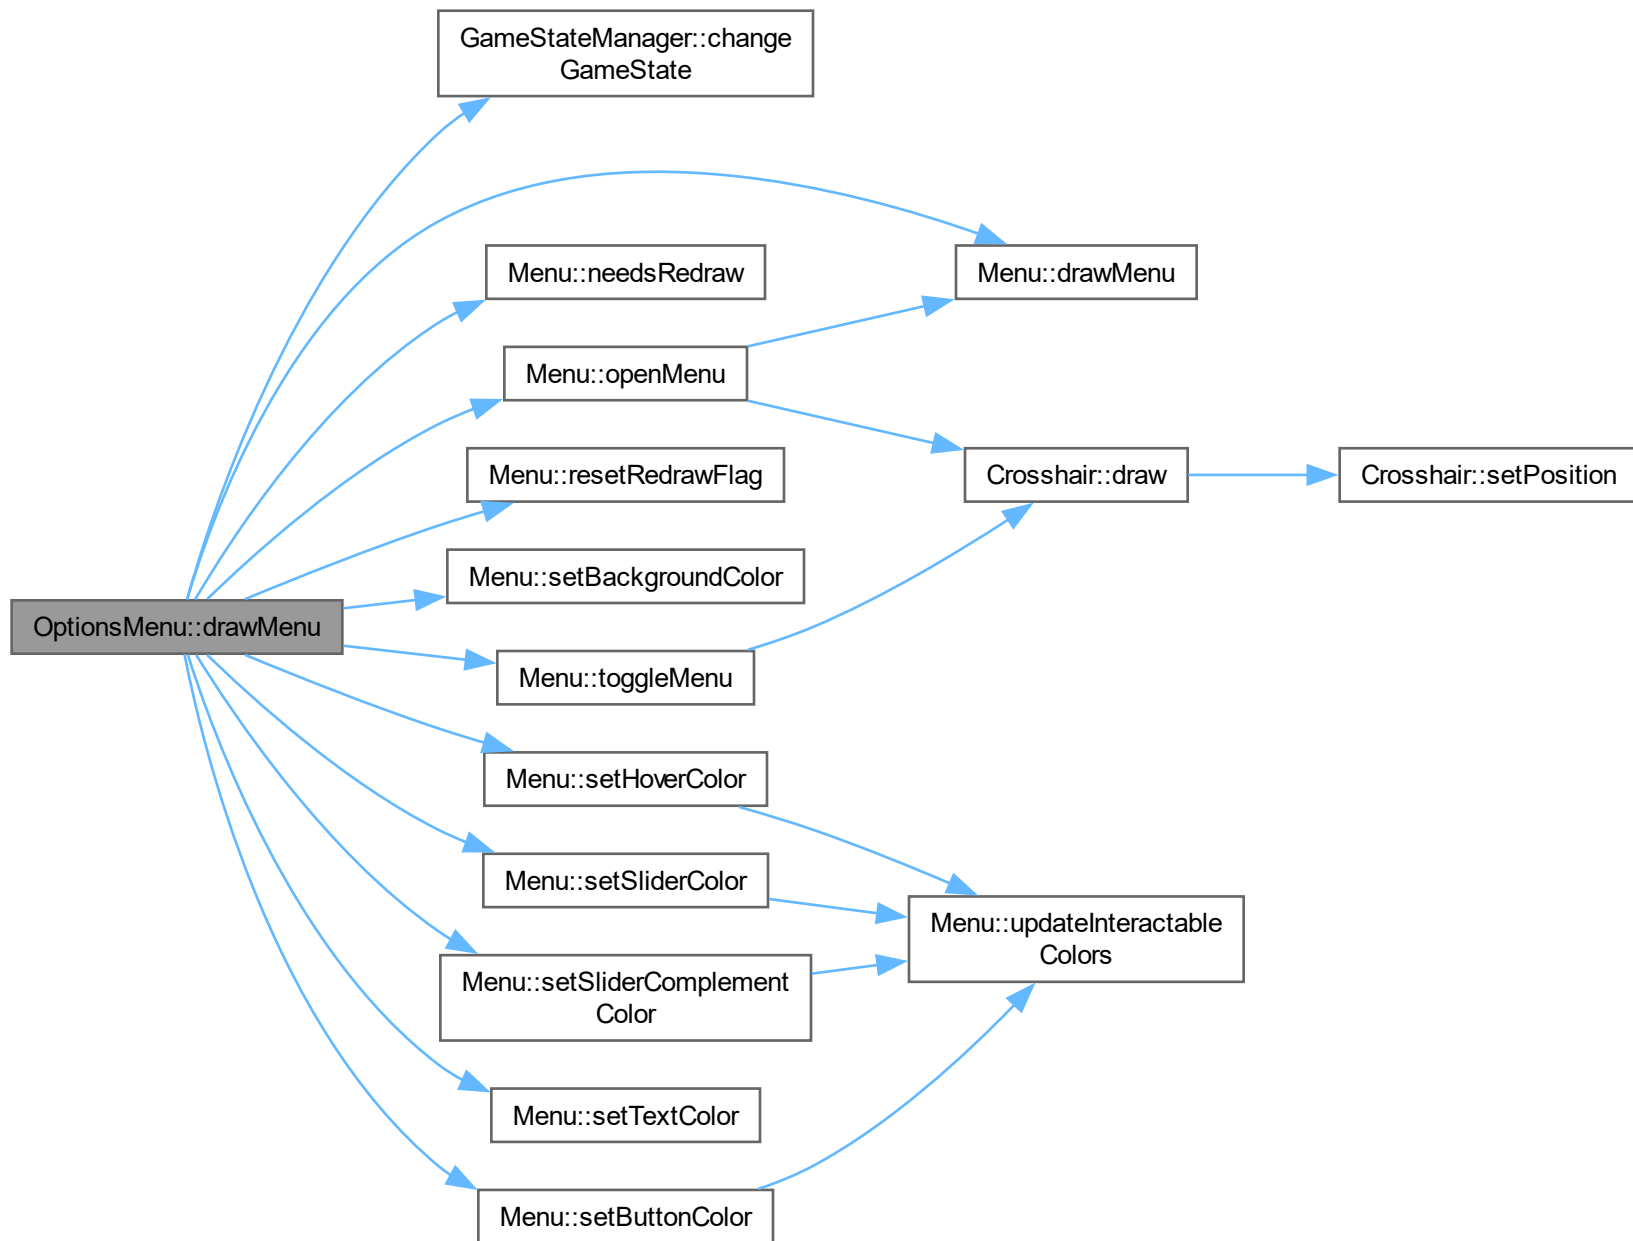 GameStateManager::change
GameState
Menu::needsRedraw
Menu::drawMenu
Menu::openMenu
Menu::resetRedrawFlag
Crosshair::draw
Crosshair::setPosition
Menu::setBackgroundColor
OptionsMenu::drawMenu
Menu::toggleMenu
Menu::setHoverColor
Menu::setSliderColor
Menu::updateInteractable
Colors
Menu::setSliderComplement
Color
Menu::setTextColor
Menu::setButtonColor